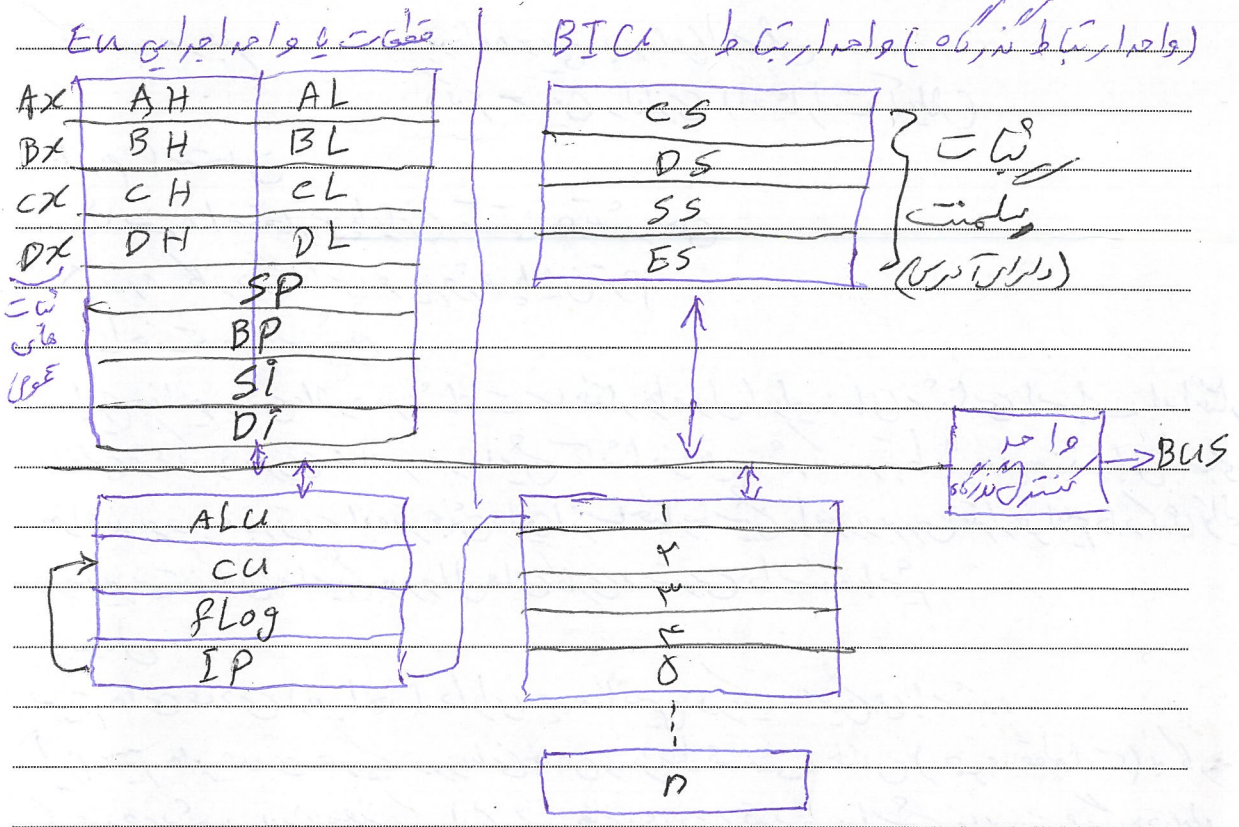 قطعات یا واحد اجرایی Eu
BICU واحد ارتباط (واحد ارتباط گذرگاه)
AX AH AL
BX BH BL
CX CH CL
DX DH DL
ثبات
های
عمومی
SP
BP
Si
Di
CS
DS
SS
ES
ثبات
سگمنت
(دارای آدرس)
واحد
کنترل گذرگاه
BUS
ALU
CU
fLog
IP
۱
۲
۳
۴
۵
n